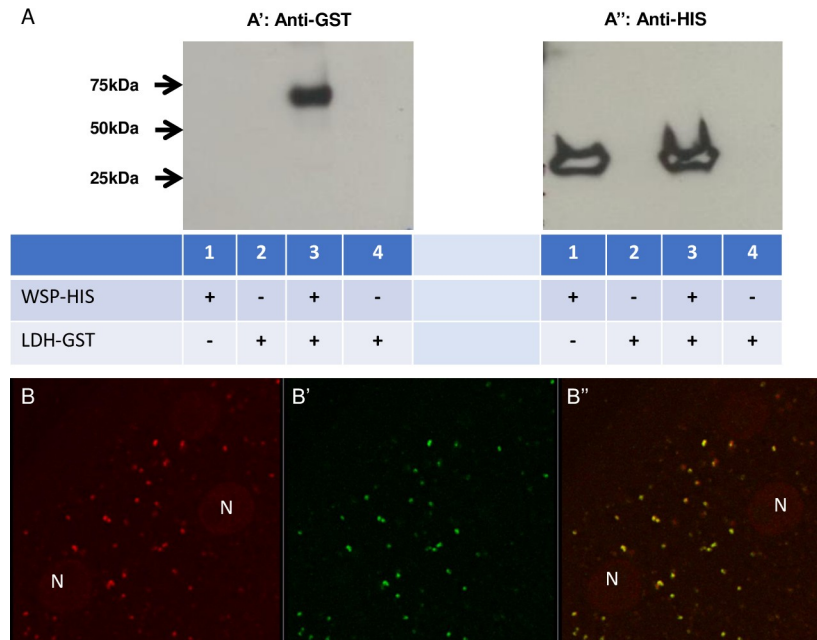 A
A': Anti-GST
A'': Anti-HIS
75kDa
50kDa
25kDa
1 2 3 4 1 2 3 4
WSP-HIS + - + - + - + -
LDH-GST - + + + - + + +
B
B'
B''
N
N
N
N